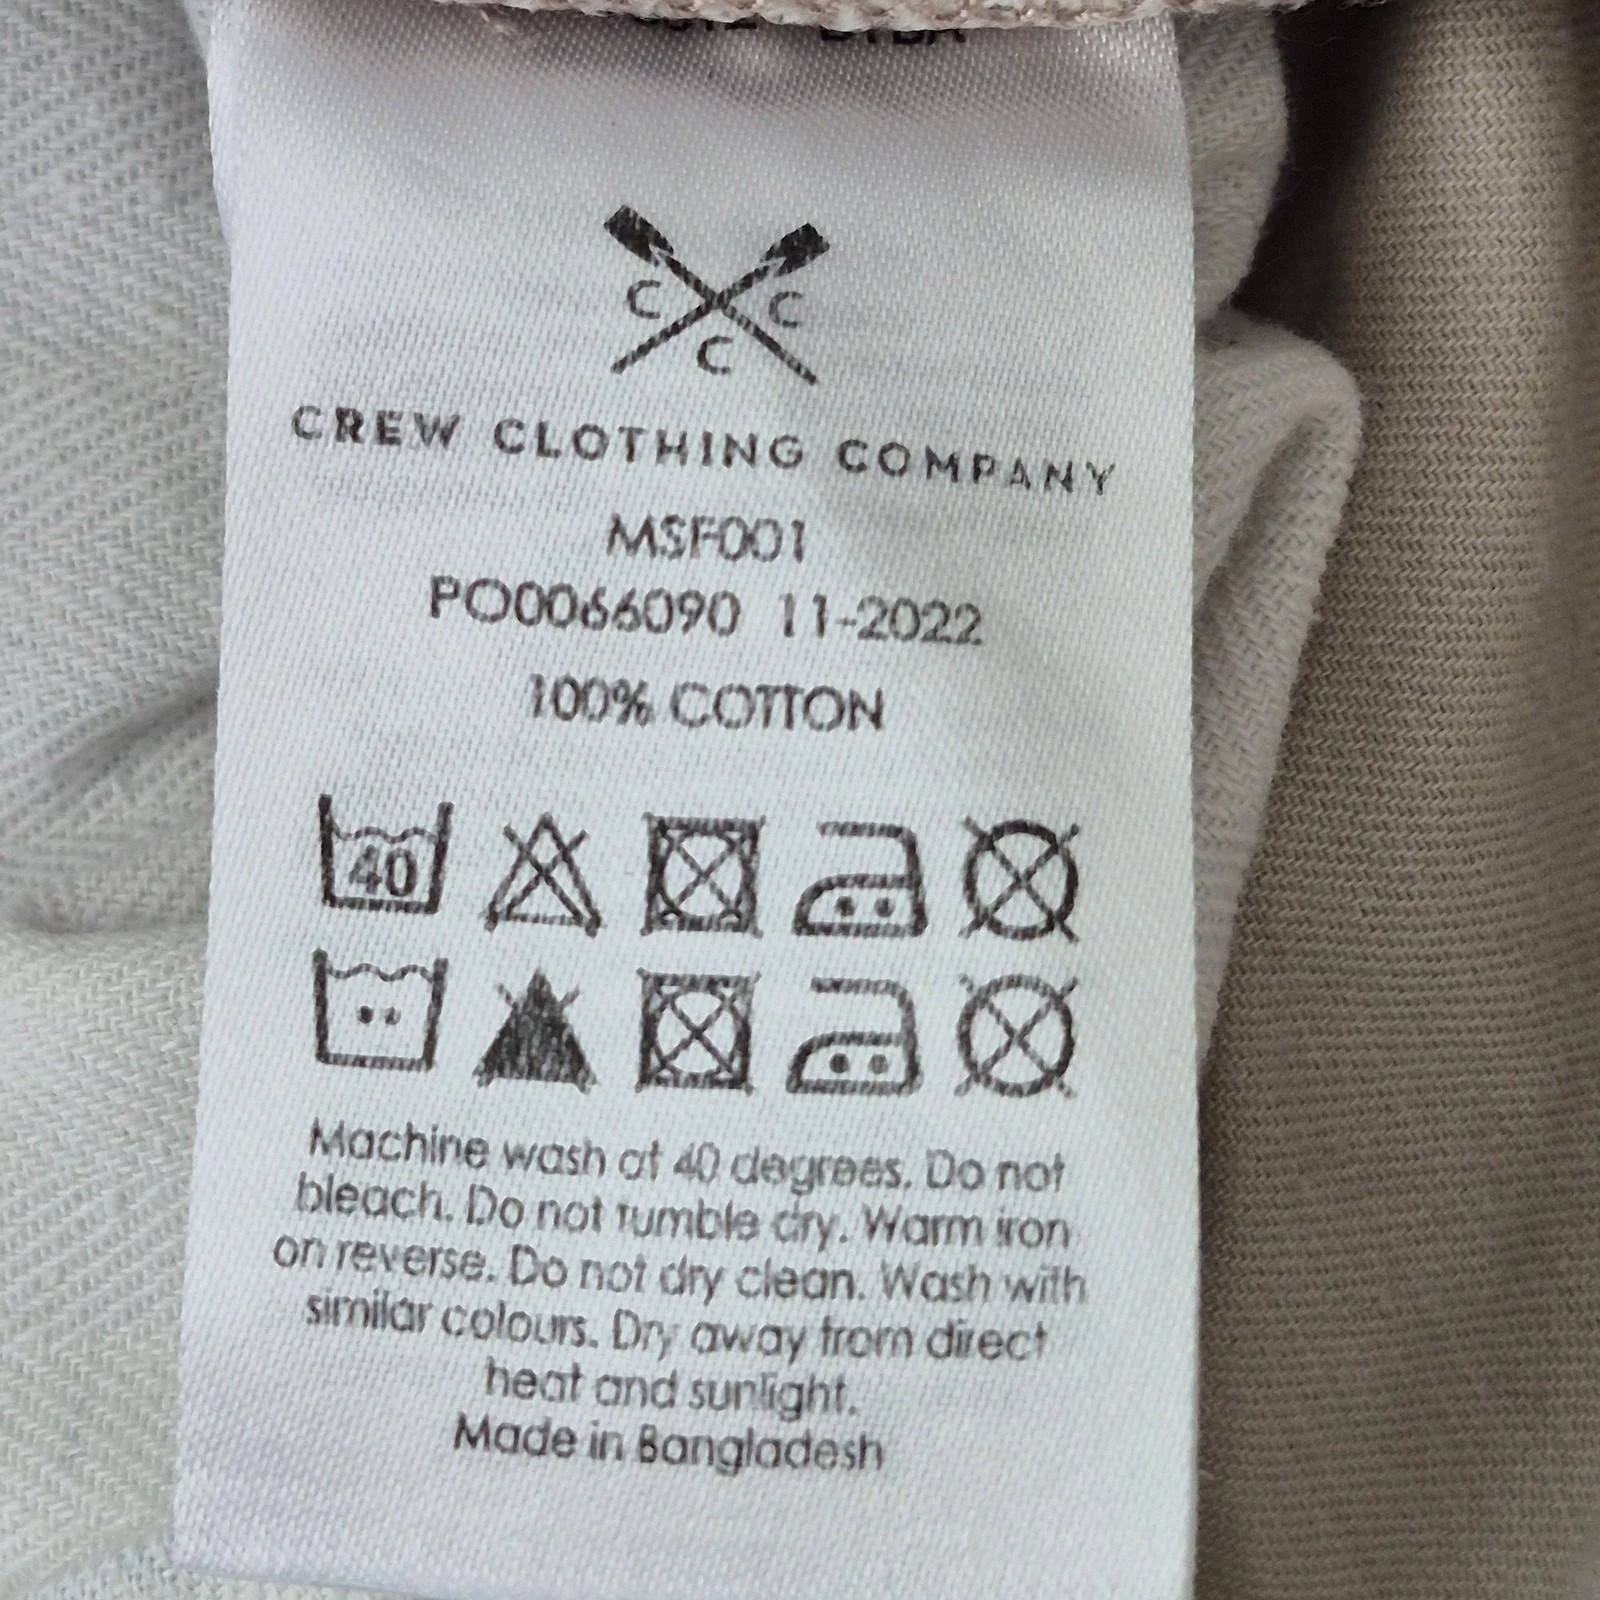 C C
C
CREW CLOTHING COMPANY
MSF001
PO0066090 11-2022
100% COTTON
40
Machine wash at 40 degrees. Do not
bleach. Do not tumble dry. Warm iron
on reverse. Do not dry clean. Wash with
similar colours. Dry away from direct
heat and sunlight.
Made in Bangladesh